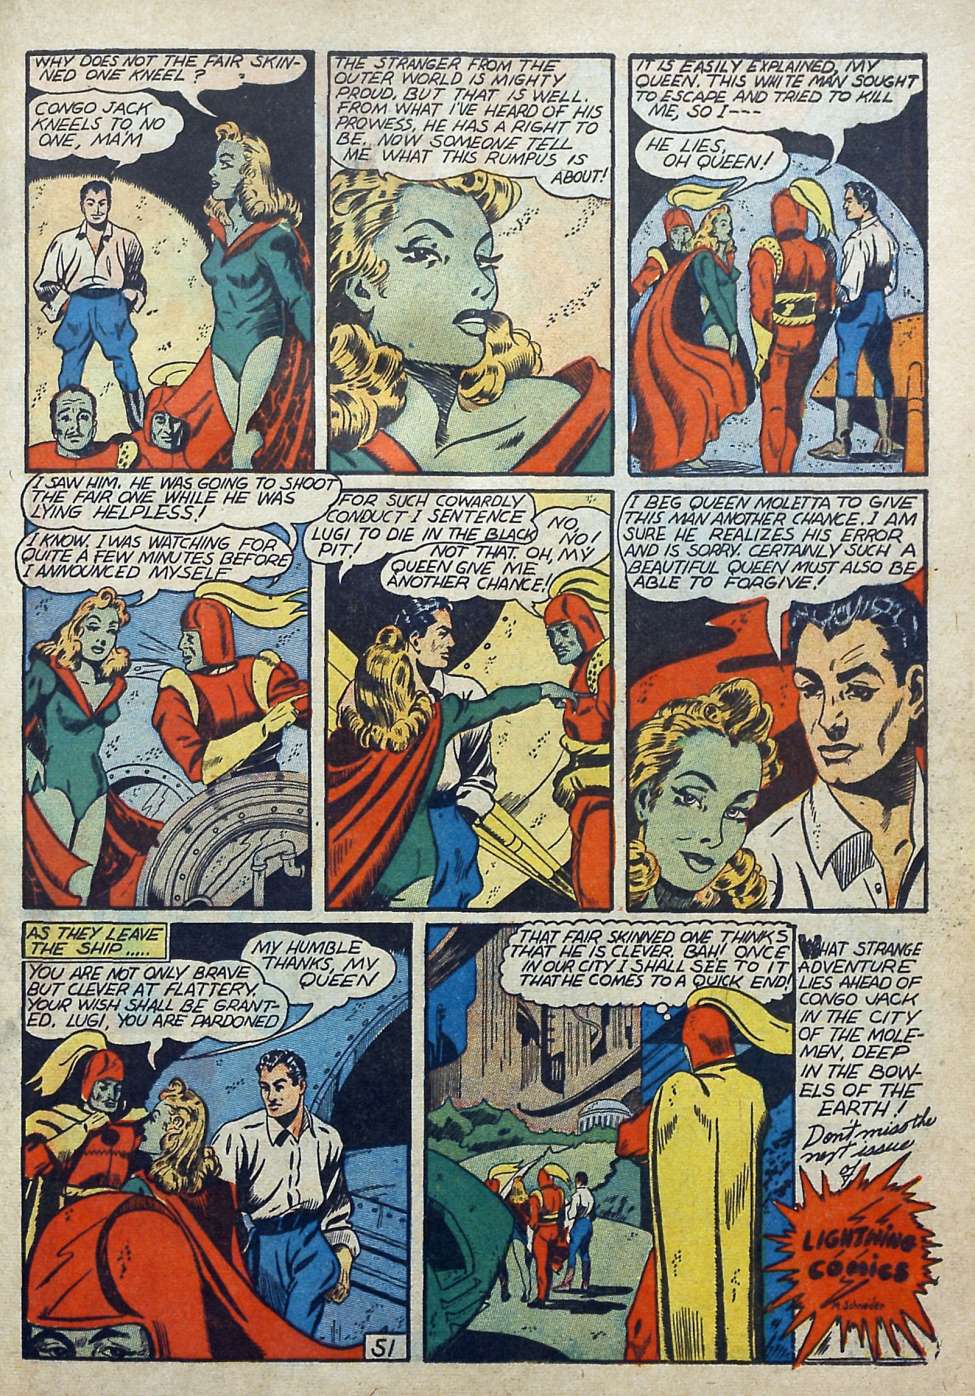 WHY DOES NOT THE FAIR SKIN-
NED ONE KNEEL?
CONGO JACK
KNEELS TO NO
ONE, MA'M
THE STRANGER FROM THE
OUTER WORLD IS MIGHTY
PROUD, BUT THAT IS WELL.
FROM WHAT I'VE HEARD OF HIS
PROWESS, HE HAS A RIGHT TO
BE. NOW SOMEONE TELL
ME WHAT THIS RUMPUS IS
ABOUT!
IT IS EASILY EXPLAINED, MY
QUEEN. THIS WHITE MAN SOUGHT
TO ESCAPE AND TRIED TO KILL
ME, SO I---
HE LIES,
OH QUEEN!
I SAW HIM. HE WAS GOING TO SHOOT
THE FAIR ONE WHILE HE WAS
LYING HELPLESS!
I KNOW. I WAS WATCHING FOR
QUITE A FEW MINUTES BEFORE
I ANNOUNCED MYSELF
FOR SUCH COWARDLY
CONDUCT I SENTENCE
LUGI TO DIE IN THE BLACK
PIT!
NO,
NO!
NOT THAT. OH, MY
QUEEN GIVE ME
ANOTHER CHANCE!
I BEG QUEEN MOLETTA TO GIVE
THIS MAN ANOTHER CHANCE. I AM
SURE HE REALIZES HIS ERROR
AND IS SORRY. CERTAINLY SUCH A
BEAUTIFUL QUEEN MUST ALSO BE
ABLE TO FORGIVE!
AS THEY LEAVE
THE SHIP.....
YOU ARE NOT ONLY BRAVE
BUT CLEVER AT FLATTERY.
YOUR WISH SHALL BE GRANT-
ED. LUGI, YOU ARE PARDONED
MY HUMBLE
THANKS, MY
QUEEN
51
THAT FAIR SKINNED ONE THINKS
THAT HE IS CLEVER. BAH! ONCE
IN OUR CITY I SHALL SEE TO IT
THAT HE COMES TO A QUICK END!
WHAT STRANGE
ADVENTURE
LIES AHEAD OF
CONGO JACK
IN THE CITY
OF THE MOLE-
MEN, DEEP
IN THE BOW-
ELS OF THE
EARTH!
Don't miss the
next issue
of
LIGHTNING
COMICS
M. Schneider